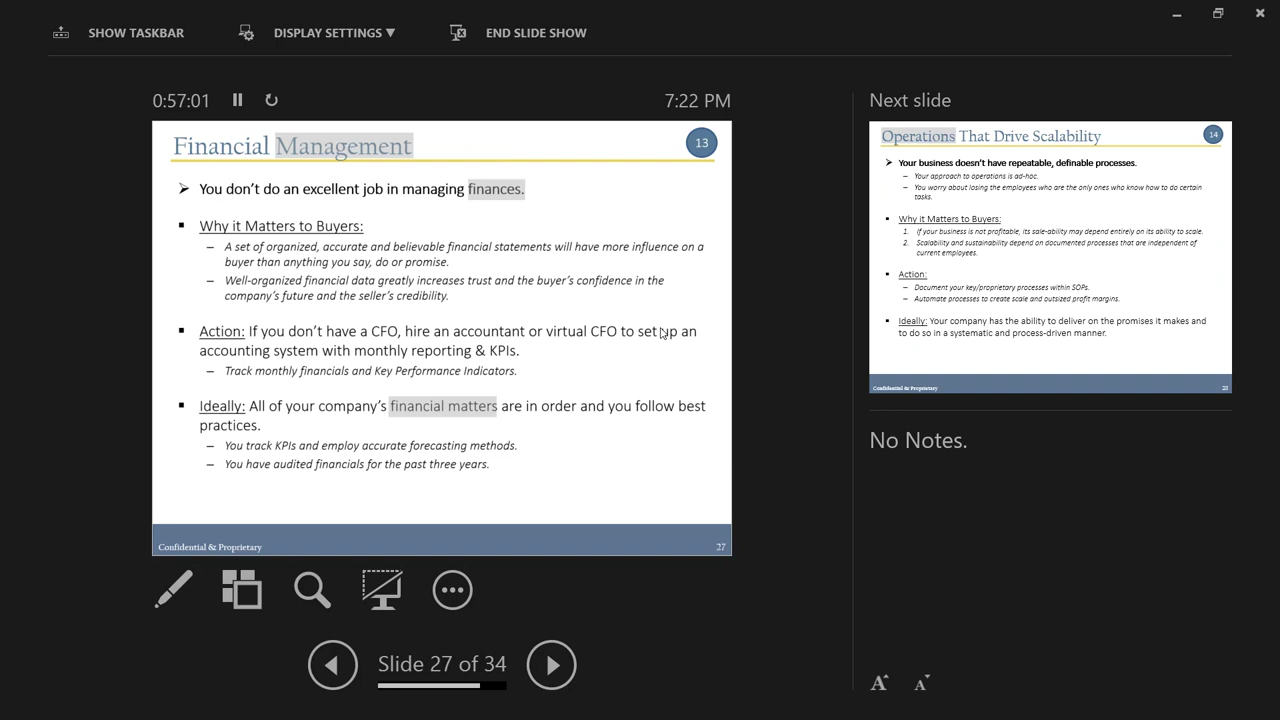 SHOW TASKBAR
DISPLAY SETTINGS ▼
END SLIDE SHOW
0:57:01
7:22 PM
Financial Management
13
➢ You don’t do an excellent job in managing finances.
▪ Why it Matters to Buyers:
– A set of organized, accurate and believable financial statements will have more influence on a
buyer than anything you say, do or promise.
– Well-organized financial data greatly increases trust and the buyer’s confidence in the
company’s future and the seller’s credibility.
▪ Action: If you don’t have a CFO, hire an accountant or virtual CFO to set up an
accounting system with monthly reporting & KPIs.
– Track monthly financials and Key Performance Indicators.
▪ Ideally: All of your company’s financial matters are in order and you follow best
practices.
– You track KPIs and employ accurate forecasting methods.
– You have audited financials for the past three years.
Confidential & Proprietary
27
Slide 27 of 34
Next slide
Operations That Drive Scalability
14
➢ Your business doesn’t have repeatable, definable processes.
– Your approach to operations is ad-hoc.
– You worry about losing the employees who are the only ones who know how to do certain
tasks.
▪ Why it Matters to Buyers:
1. If your business is not profitable, its sale-ability may depend entirely on its ability to scale.
2. Scalability and sustainability depend on documented processes that are independent of
current employees.
▪ Action:
– Document your key/proprietary processes within SOPs.
– Automate processes to create scale and outsized profit margins.
▪ Ideally: Your company has the ability to deliver on the promises it makes and
to do so in a systematic and process-driven manner.
Confidential & Proprietary
28
No Notes.
A
A